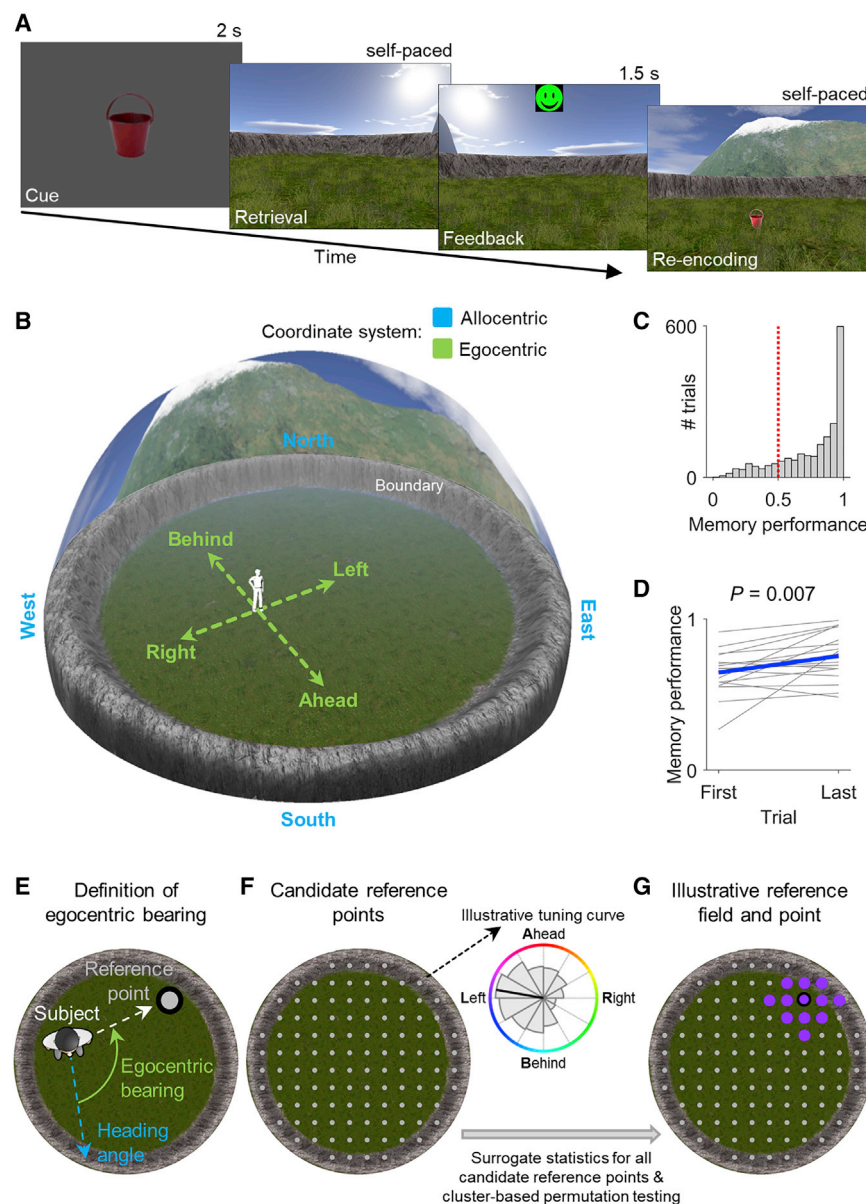 A
2 s
self-paced
1.5 s
self-paced
Cue
Retrieval
Feedback
Re-encoding
Time
B
Coordinate system:
Allocentric
Egocentric
North
Boundary
Behind
Left
West
East
Right
Ahead
South
C
600
# trials
0
0 0.5 1
Memory performance
D
P = 0.007
1
Memory performance
0
First Last
Trial
E
Definition of
egocentric bearing
Reference
point
Subject
Egocentric
bearing
Heading
angle
F
Candidate reference
points
Illustrative tuning curve
Ahead
Left
Right
Behind
Surrogate statistics for all
candidate reference points &
cluster-based permutation testing
G
Illustrative reference
field and point